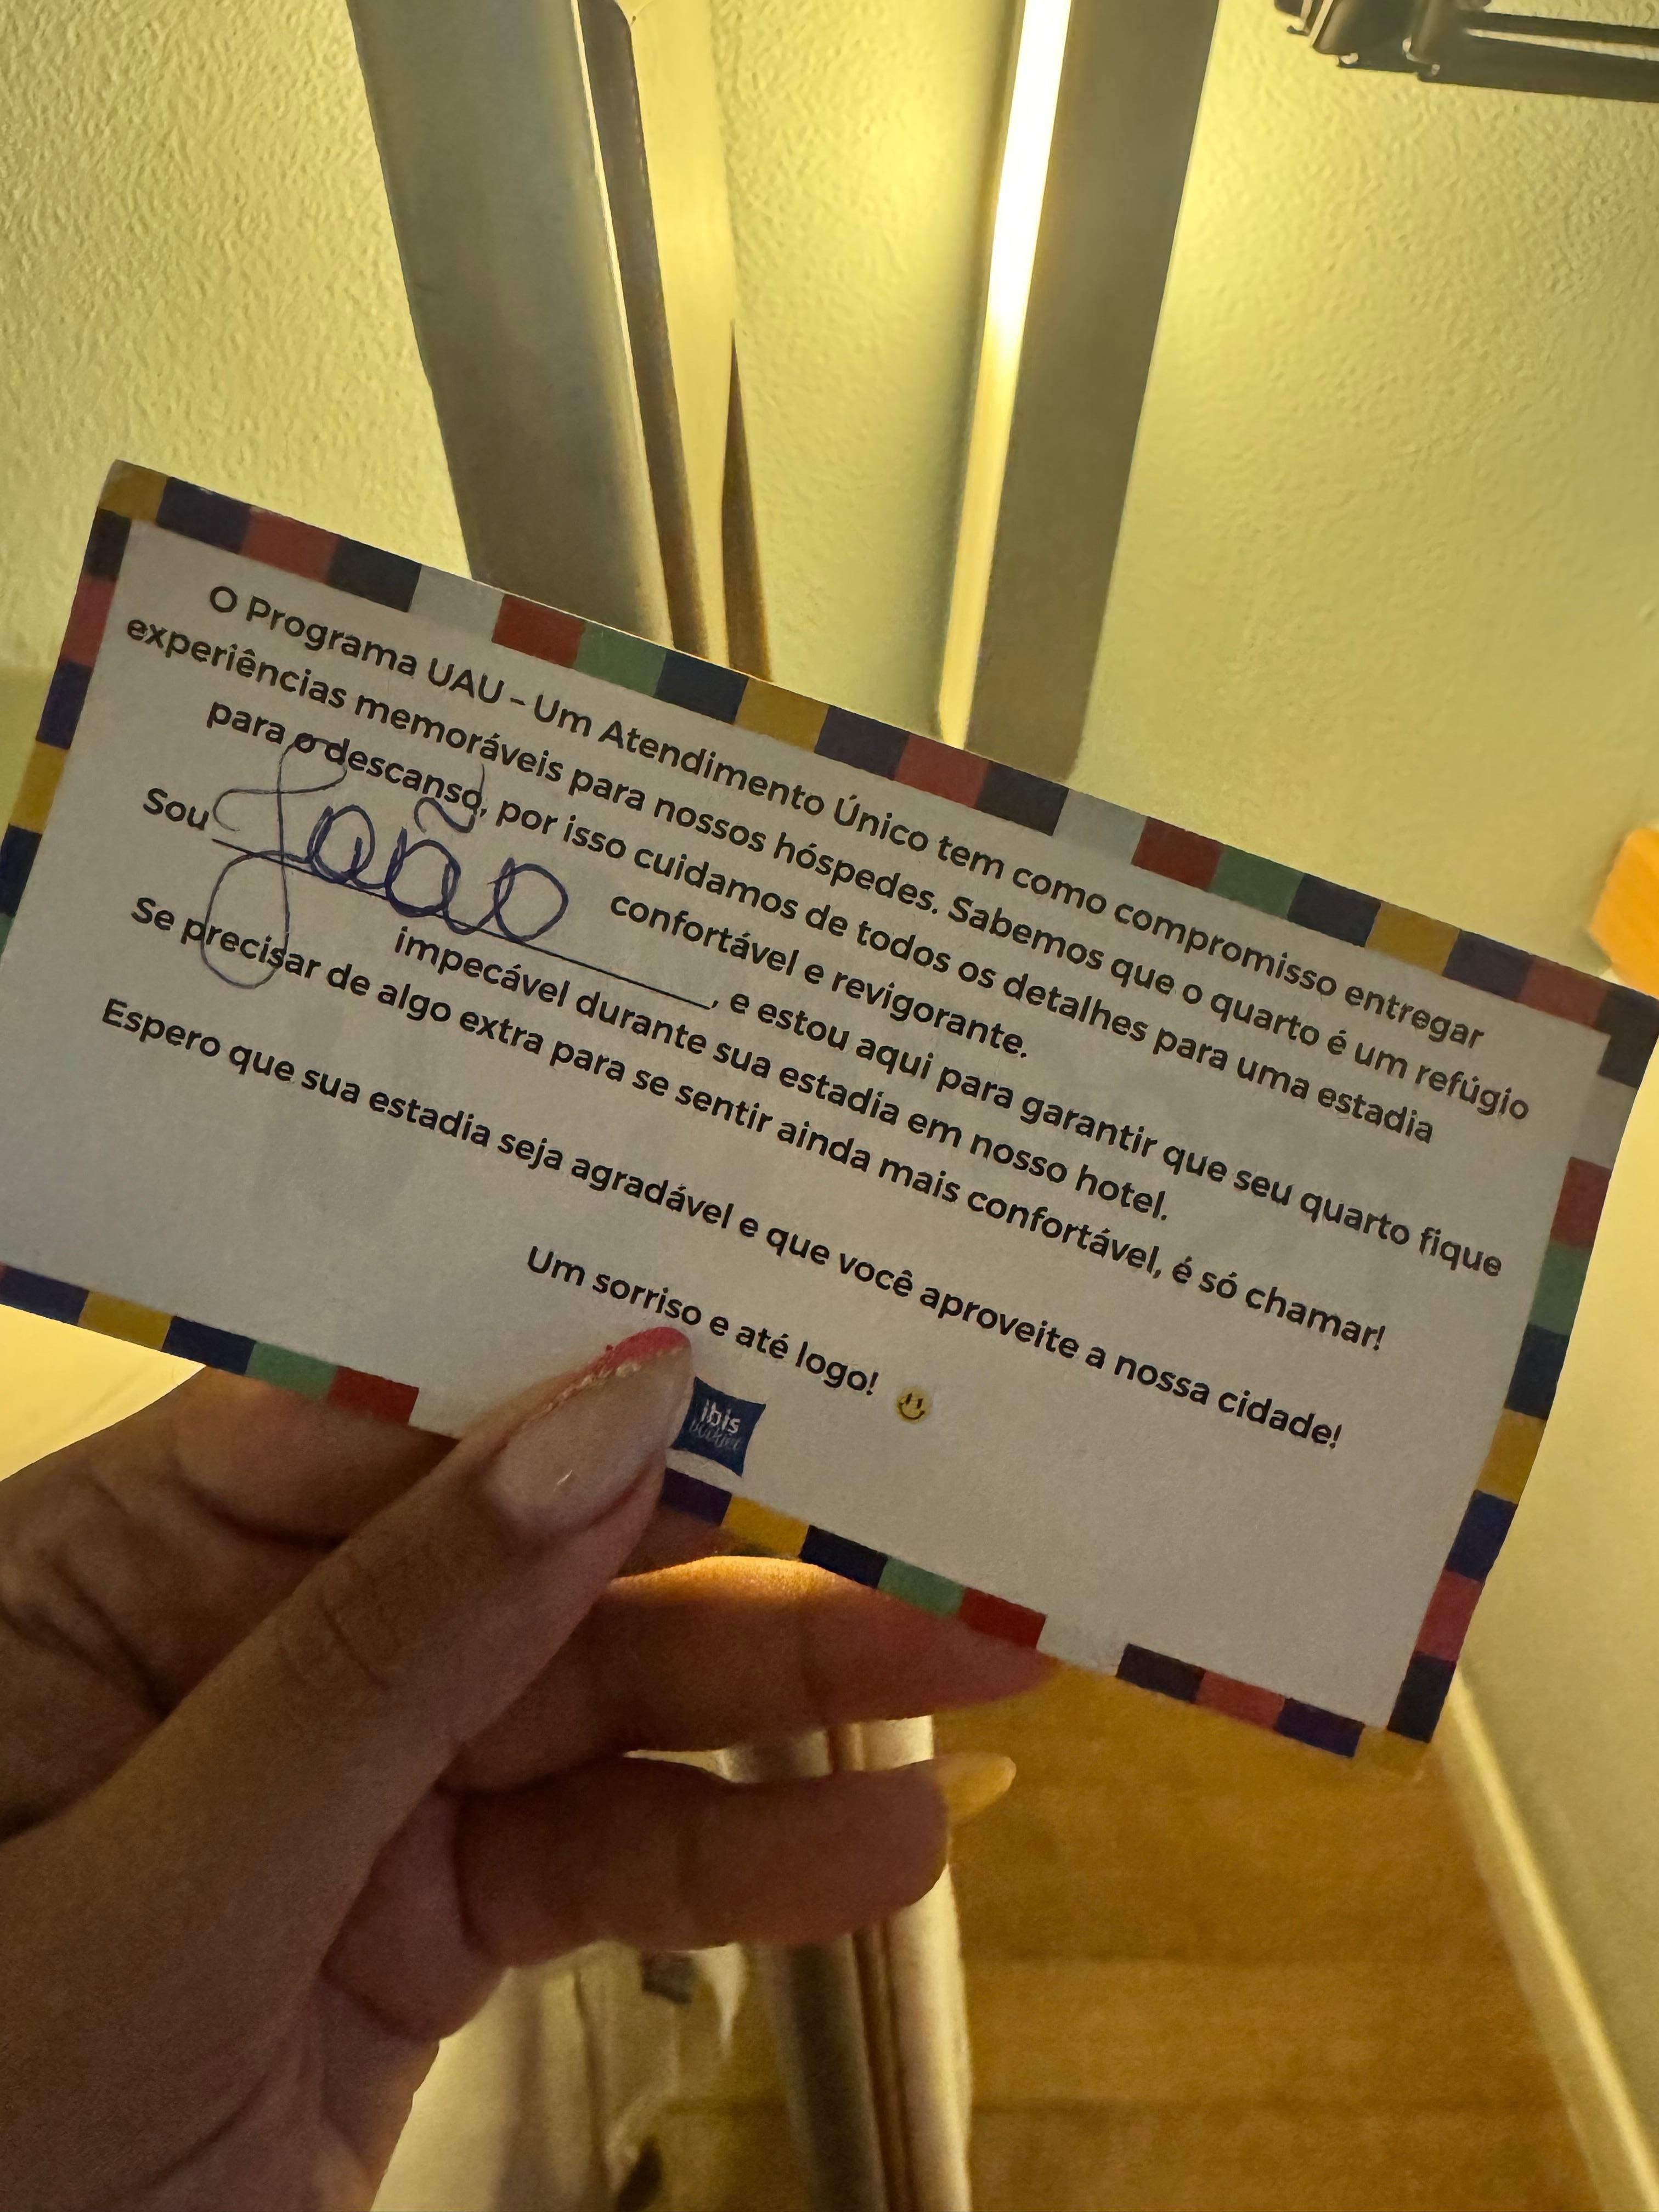 O Programa UAU – Um Atendimento Único tem como compromisso entregar
experiências memoráveis para nossos hóspedes. Sabemos que o quarto é um refúgio
para o descanso, por isso cuidamos de todos os detalhes para uma estadia
confortável e revigorante.
Sou João, e estou aqui para garantir que seu quarto fique
impecável durante sua estadia em nosso hotel.
Se precisar de algo extra para se sentir ainda mais confortável, é só chamar!
Espero que sua estadia seja agradável e que você aproveite a nossa cidade!
Um sorriso e até logo!
ibis
budget